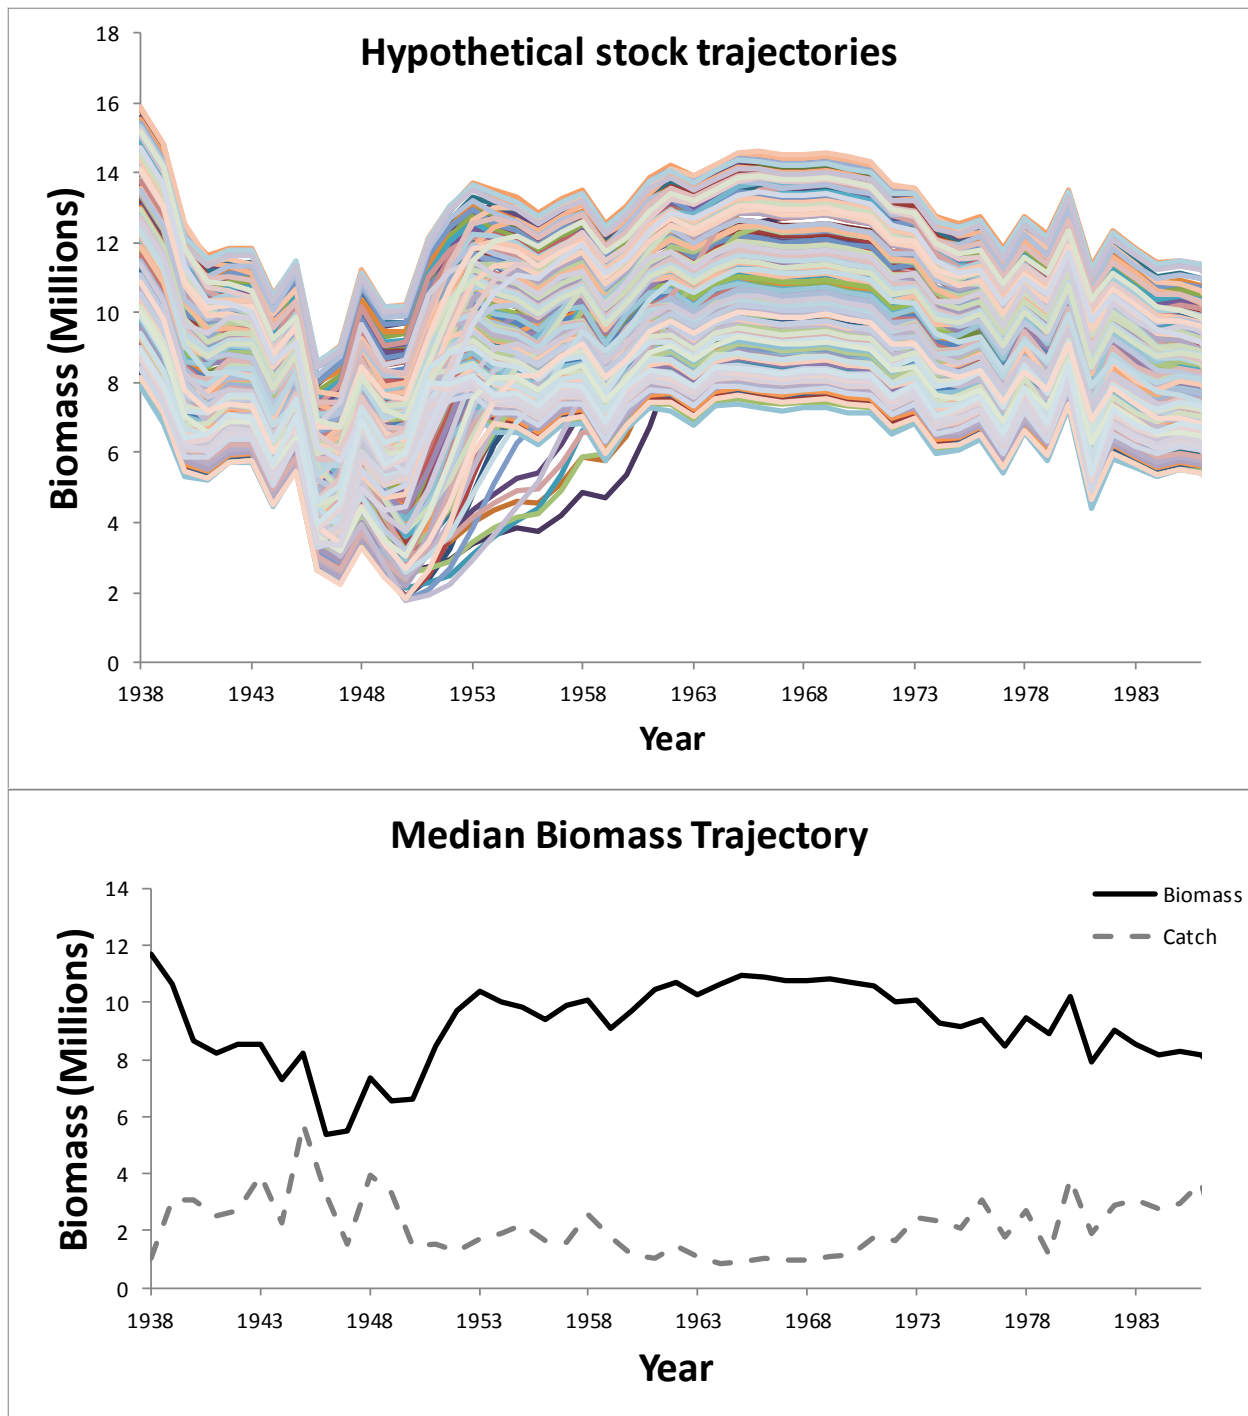 Hypothetical stock trajectories
Biomass (Millions)
18
16
14
12
10
8
6
4
2
0
1938 1943 1948 1953 1958 1963 1968 1973 1978 1983
Year
Median Biomass Trajectory
Biomass (Millions)
14
12
10
8
6
4
2
0
Biomass
Catch
1938 1943 1948 1953 1958 1963 1968 1973 1978 1983
Year